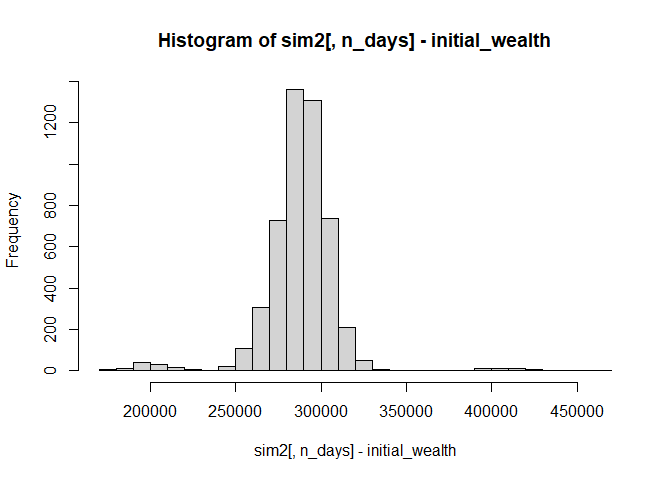 Histogram of sim2[, n_days] - initial_wealth
Frequency
0 200 400 600 800 1200
200000 250000 300000 350000 400000 450000
sim2[, n_days] - initial_wealth